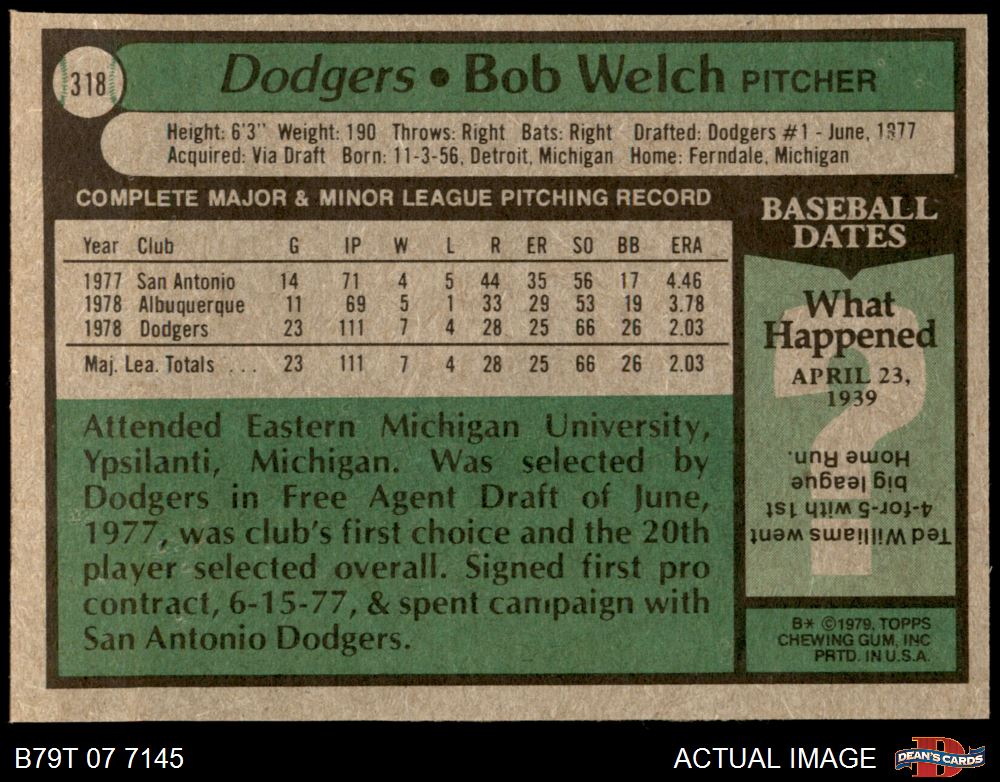 318
Dodgers • Bob Welch PITCHER
Height: 6'3" Weight: 190 Throws: Right Bats: Right Drafted: Dodgers #1 - June, 1977
Acquired: Via Draft Born: 11-3-56, Detroit, Michigan Home: Ferndale, Michigan
COMPLETE MAJOR & MINOR LEAGUE PITCHING RECORD
Year Club G IP W L R ER SO BB ERA
1977 San Antonio 14 71 4 5 44 35 56 17 4.46
1978 Albuquerque 11 69 5 1 33 29 53 19 3.78
1978 Dodgers 23 111 7 4 28 25 66 26 2.03
Maj. Lea. Totals . . . 23 111 7 4 28 25 66 26 2.03
Attended Eastern Michigan University,
Ypsilanti, Michigan. Was selected by
Dodgers in Free Agent Draft of June,
1977, was club's first choice and the 20th
player selected overall. Signed first pro
contract, 6-15-77, & spent campaign with
San Antonio Dodgers.
BASEBALL
DATES
What
Happened
APRIL 23,
1939
?
Ted Williams went
4-for-5 with 1st
big league
Home Run.
B* ©1979, TOPPS
CHEWING GUM, INC
PRTD. IN U.S.A.
B79T 07 7145
ACTUAL IMAGE
D
DEAN'S CARDS